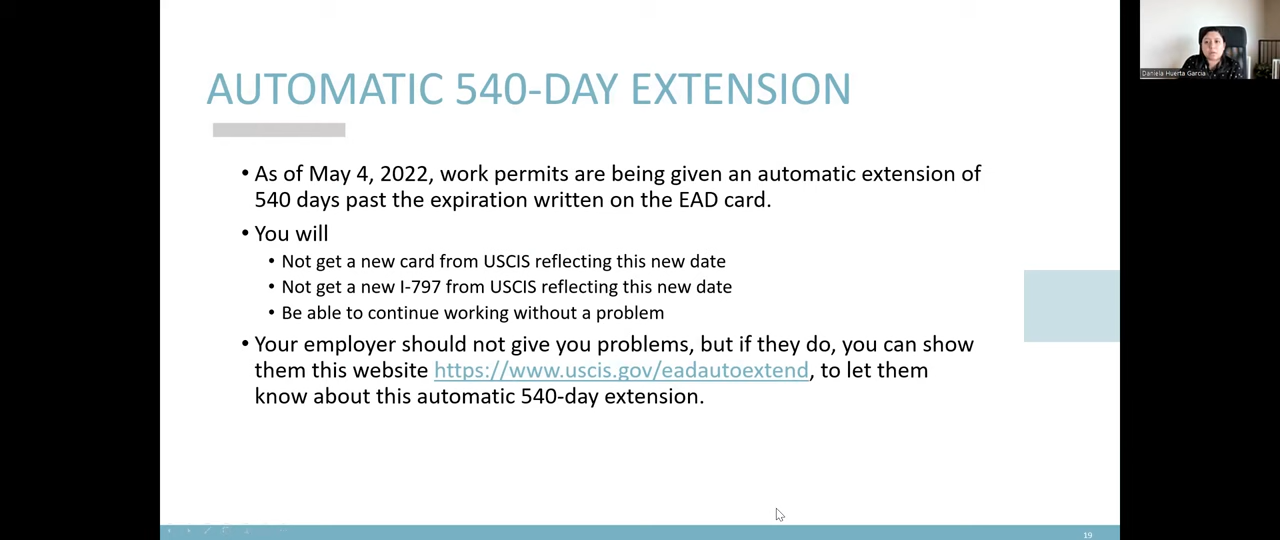 Daniela Huerta Garcia
AUTOMATIC 540-DAY EXTENSION
• As of May 4, 2022, work permits are being given an automatic extension of
540 days past the expiration written on the EAD card.
• You will
• Not get a new card from USCIS reflecting this new date
• Not get a new I-797 from USCIS reflecting this new date
• Be able to continue working without a problem
• Your employer should not give you problems, but if they do, you can show
them this website https://www.uscis.gov/eadautoextend, to let them
know about this automatic 540-day extension.
19